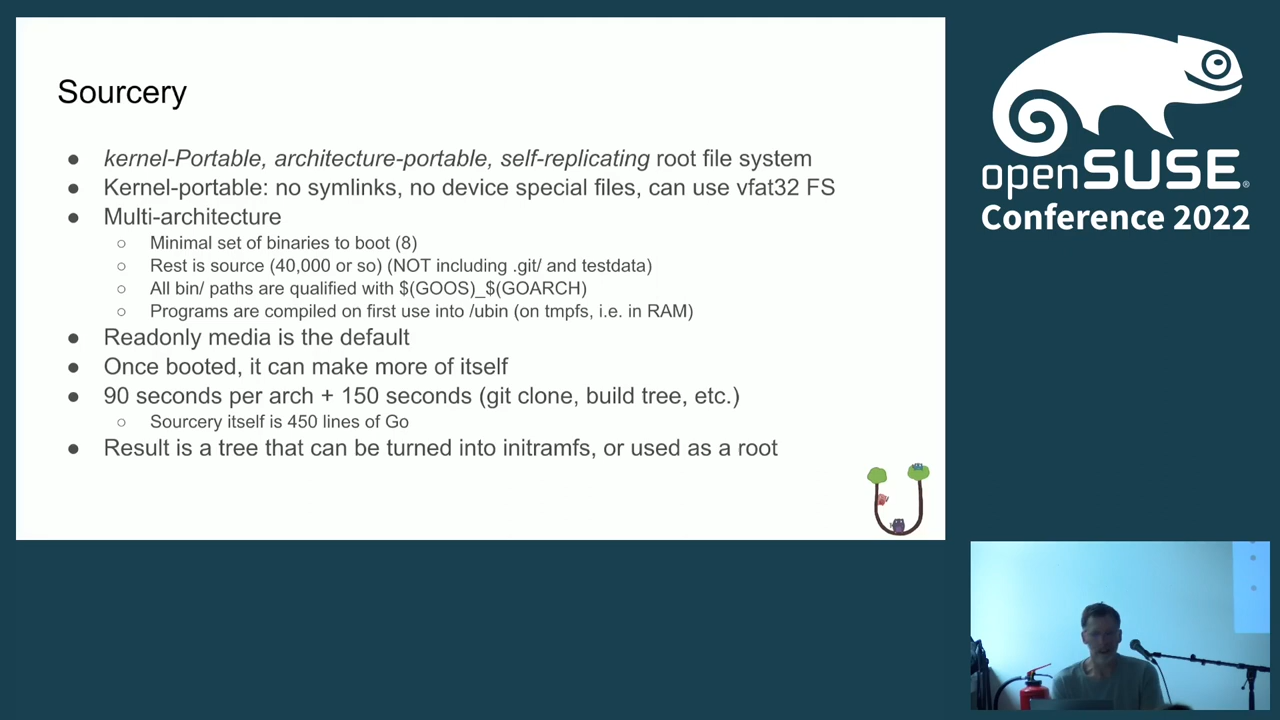 Sourcery
● kernel-Portable, architecture-portable, self-replicating root file system
● Kernel-portable: no symlinks, no device special files, can use vfat32 FS
● Multi-architecture
○ Minimal set of binaries to boot (8)
○ Rest is source (40,000 or so) (NOT including .git/ and testdata)
○ All bin/ paths are qualified with $(GOOS)_$(GOARCH)
○ Programs are compiled on first use into /ubin (on tmpfs, i.e. in RAM)
● Readonly media is the default
● Once booted, it can make more of itself
● 90 seconds per arch + 150 seconds (git clone, build tree, etc.)
○ Sourcery itself is 450 lines of Go
● Result is a tree that can be turned into initramfs, or used as a root
openSUSE®
Conference 2022